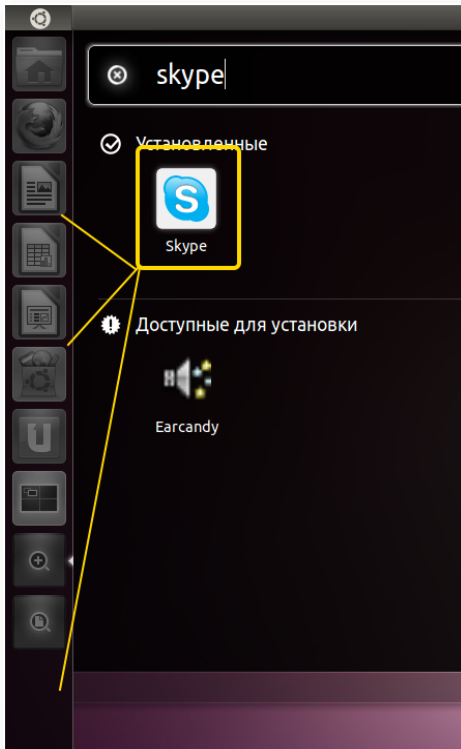 skype
Установленные
Skype
Доступные для установки
Earcandy